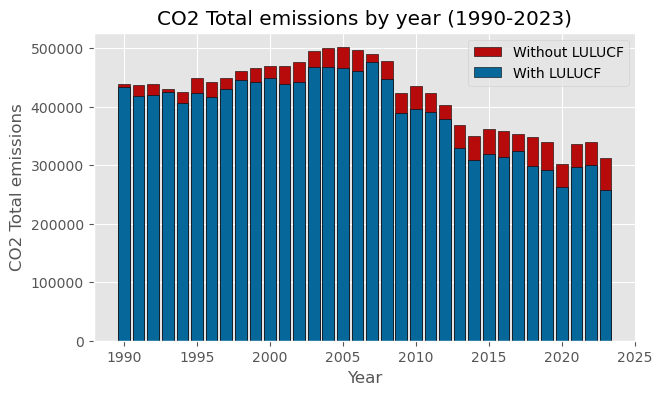 CO2 Total emissions by year (1990-2023)
Without LULUCF
With LULUCF
CO2 Total emissions
500000
400000
300000
200000
100000
0
1990
1995
2000
2005
2010
2015
2020
2025
Year